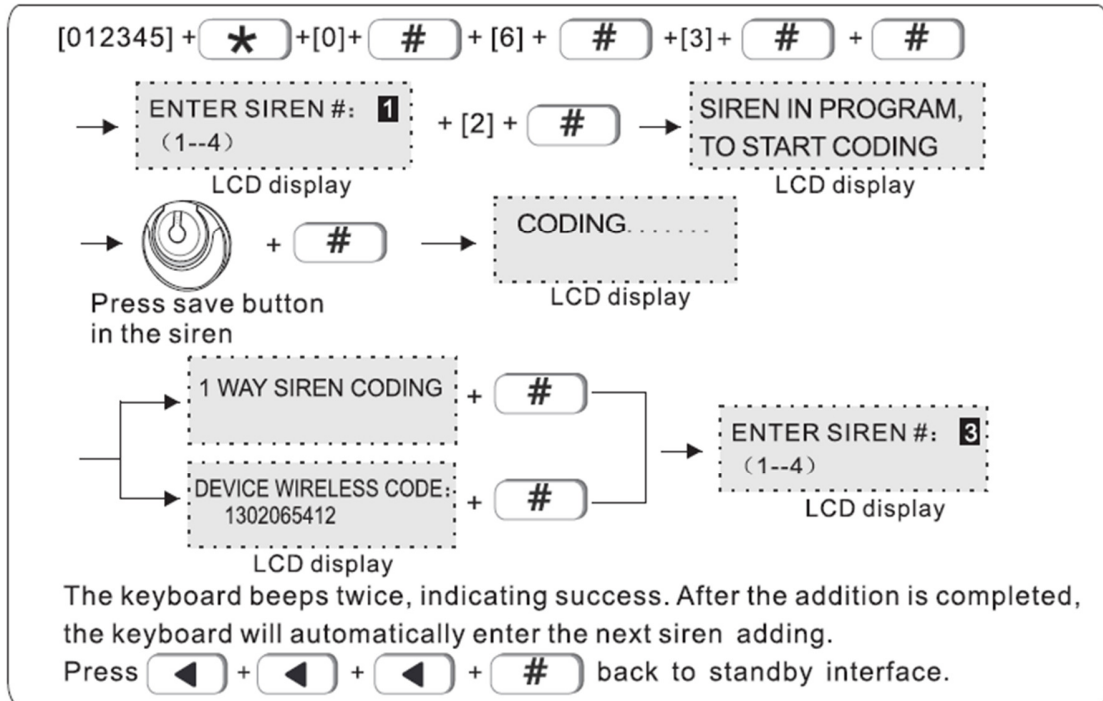 [012345] + * +[0]+ # + [6] + # +[3]+ # + #
ENTER SIREN #: 1
(1--4)
+ [2] + #
SIREN IN PROGRAM,
TO START CODING
LCD display
LCD display
+ #
CODING.......
LCD display
Press save button
in the siren
1 WAY SIREN CODING
+ #
DEVICE WIRELESS CODE:
1302065412
+ #
LCD display
ENTER SIREN #: 3
(1--4)
LCD display
The keyboard beeps twice, indicating success. After the addition is completed,
the keyboard will automatically enter the next siren adding.
Press ◀ + ◀ + ◀ + # back to standby interface.